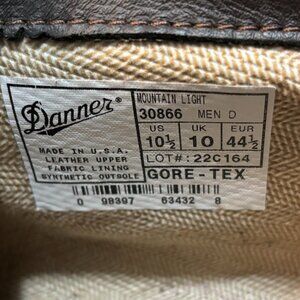 Danner
MADE IN U.S.A.
LEATHER UPPER
FABRIC LINING
SYNTHETIC OUTSOLE
MOUNTAIN LIGHT
30866 MEN D
US UK EUR
10½ 10 44½
LOT#: 22C164
GORE-TEX
0 98397 63432 8